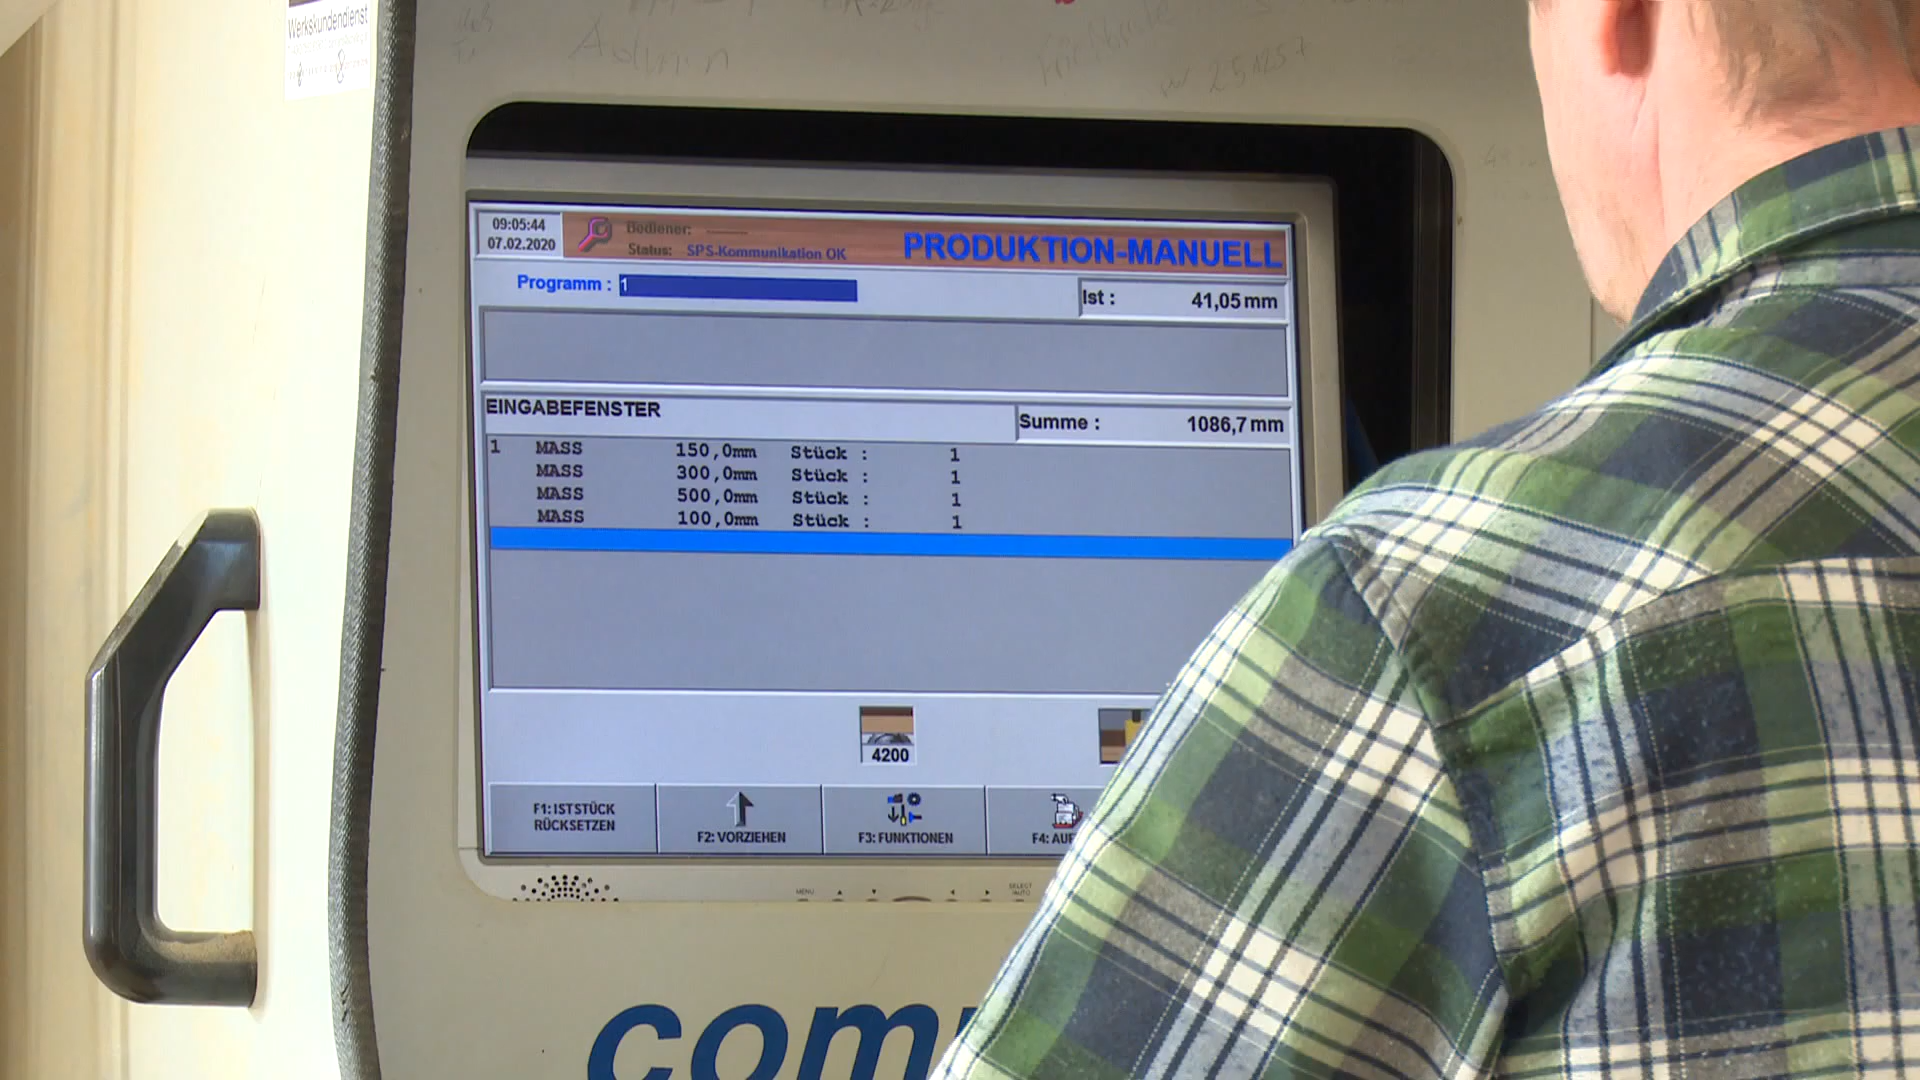 Werkskundendienst
Admin
09:05:44
07.02.2020
Bediener:
Status: SPS-Kommunikation OK
PRODUKTION-MANUELL
Programm : 1
Ist : 41,05 mm
EINGABEFENSTER
Summe : 1086,7 mm
1 MASS 150,0mm Stück : 1
MASS 300,0mm Stück : 1
MASS 500,0mm Stück : 1
MASS 100,0mm Stück : 1
4200
F1: ISTSTÜCK
RÜCKSETZEN
F2: VORZIEHEN
F3: FUNKTIONEN
F4: AUF
MENU
SELECT
/AUTO
com